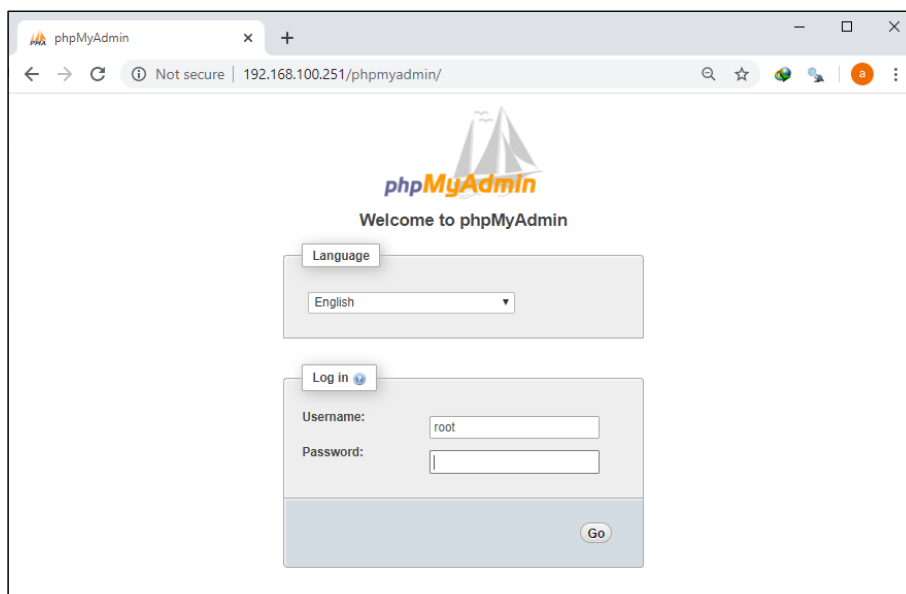 PMA phpMyAdmin
Not secure | 192.168.100.251/phpmyadmin/
a
phpMyAdmin
Welcome to phpMyAdmin
Language
English
Log in
Username:
root
Password:
Go